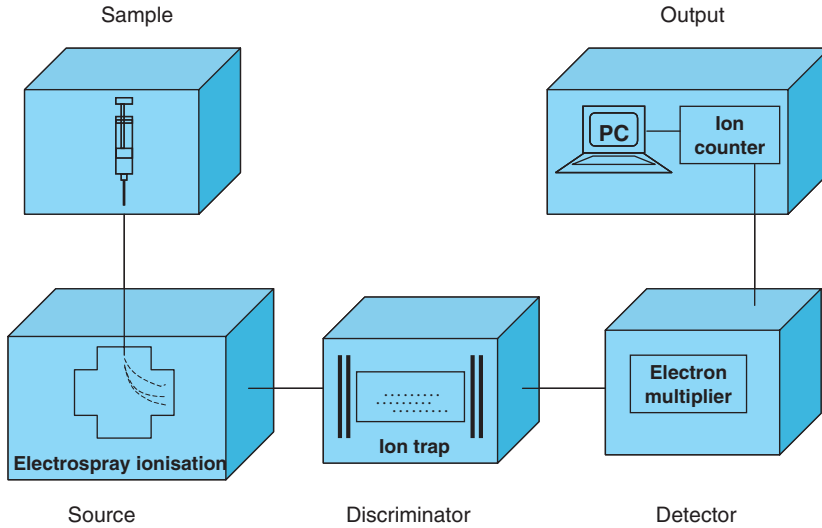 Sample
Output
PC
Ion
counter
Electron
multiplier
Electrospray ionisation
Ion trap
Source
Discriminator
Detector